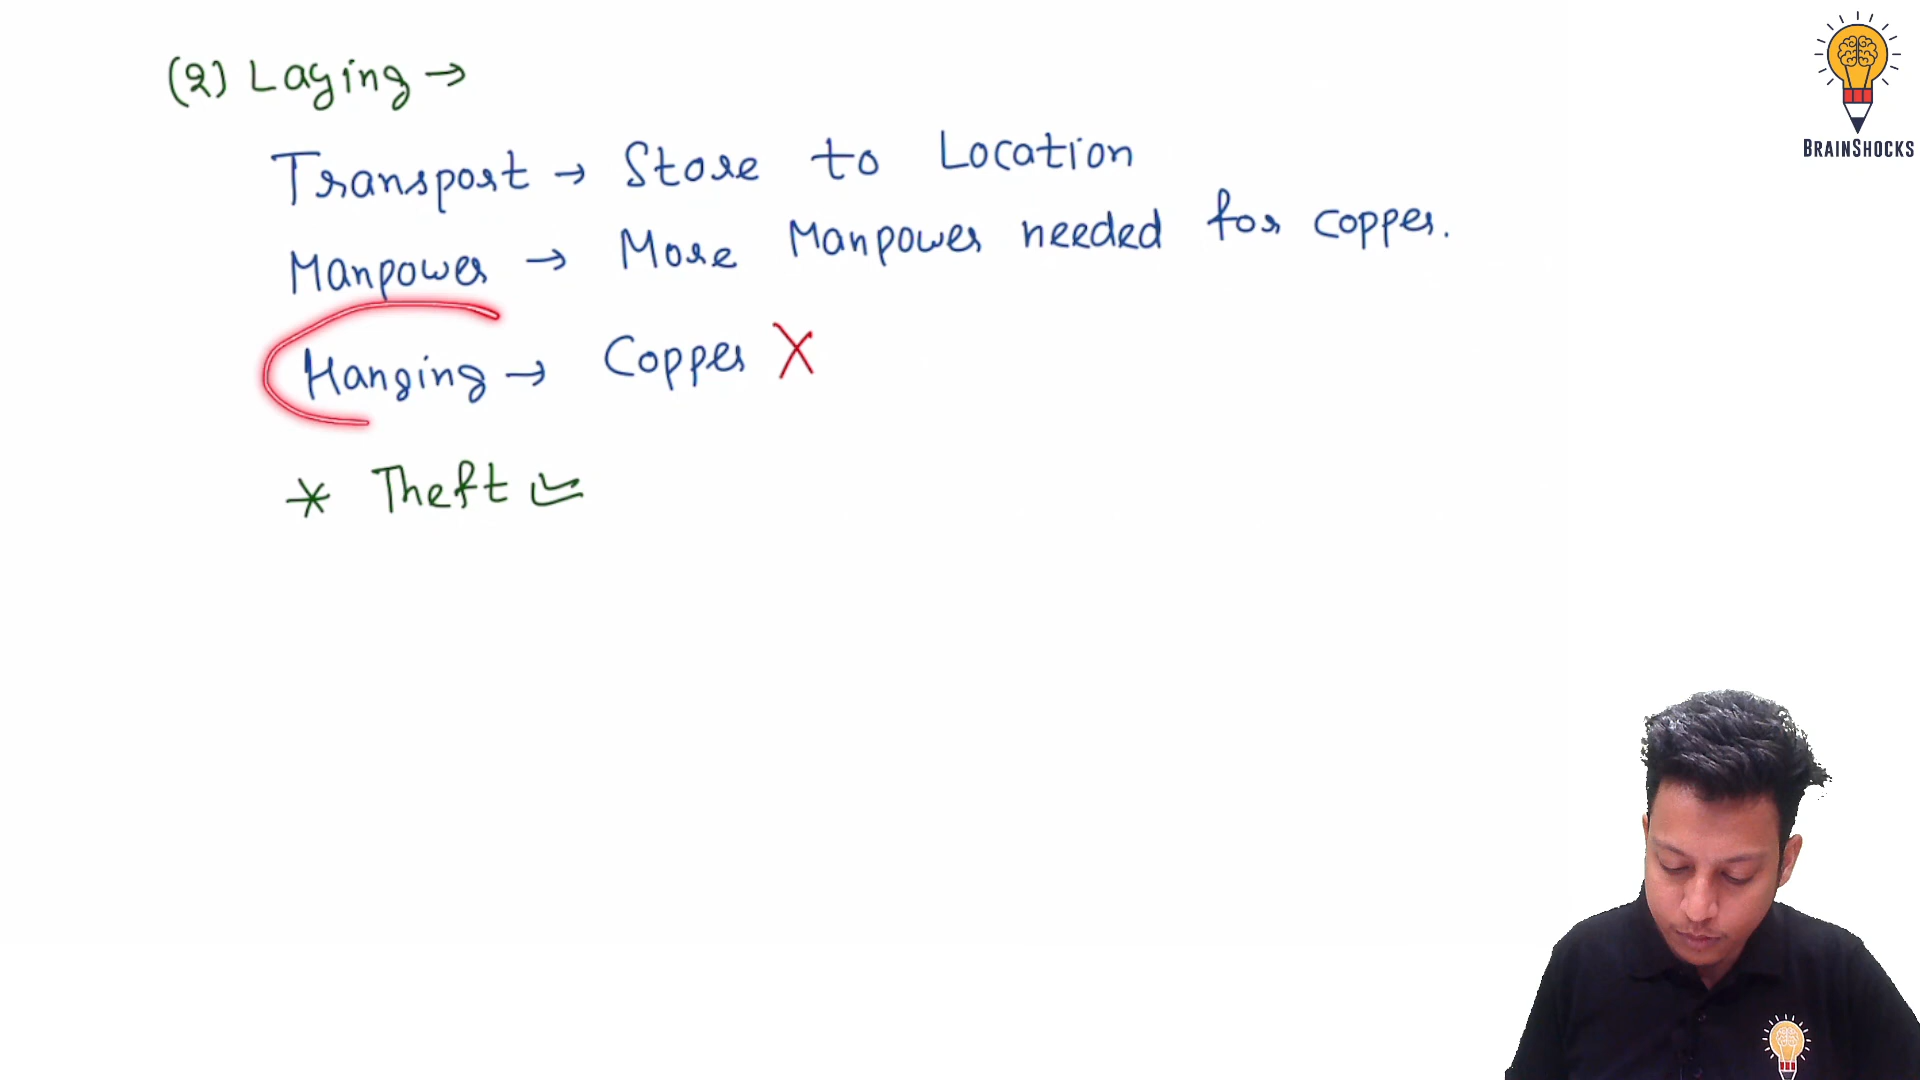 (2) Laying →
Transport → Store to Location
Manpower → More Manpower needed for Copper.
Hanging → Copper X
* Theft
BRAINSHOCKS